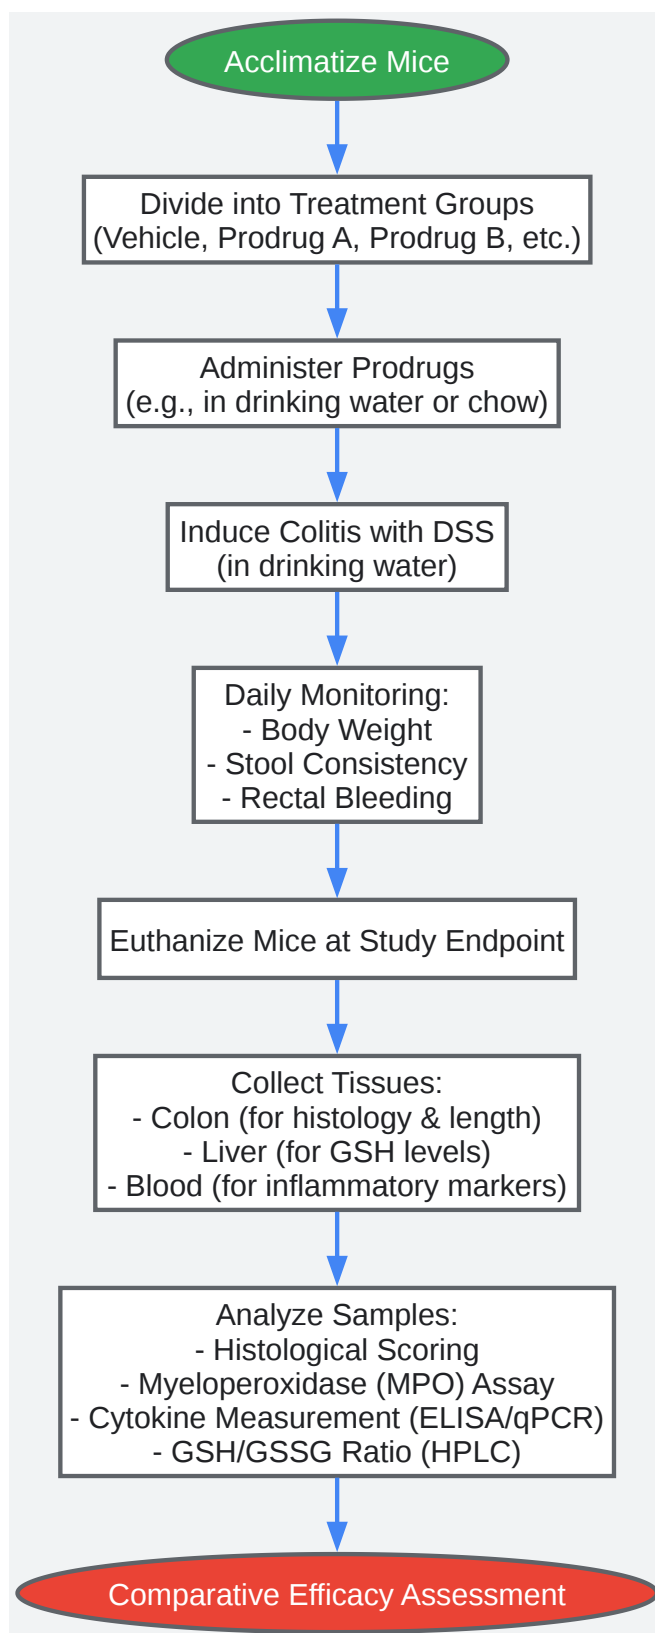 Acclimatize Mice
Divide into Treatment Groups
(Vehicle, Prodrug A, Prodrug B, etc.)
Administer Prodrugs
(e.g., in drinking water or chow)
Induce Colitis with DSS
(in drinking water)
Daily Monitoring:
- Body Weight
- Stool Consistency
- Rectal Bleeding
Euthanize Mice at Study Endpoint
Collect Tissues:
- Colon (for histology & length)
- Liver (for GSH levels)
- Blood (for inflammatory markers)
Analyze Samples:
- Histological Scoring
- Myeloperoxidase (MPO) Assay
- Cytokine Measurement (ELISA/qPCR)
- GSH/GSSG Ratio (HPLC)
Comparative Efficacy Assessment